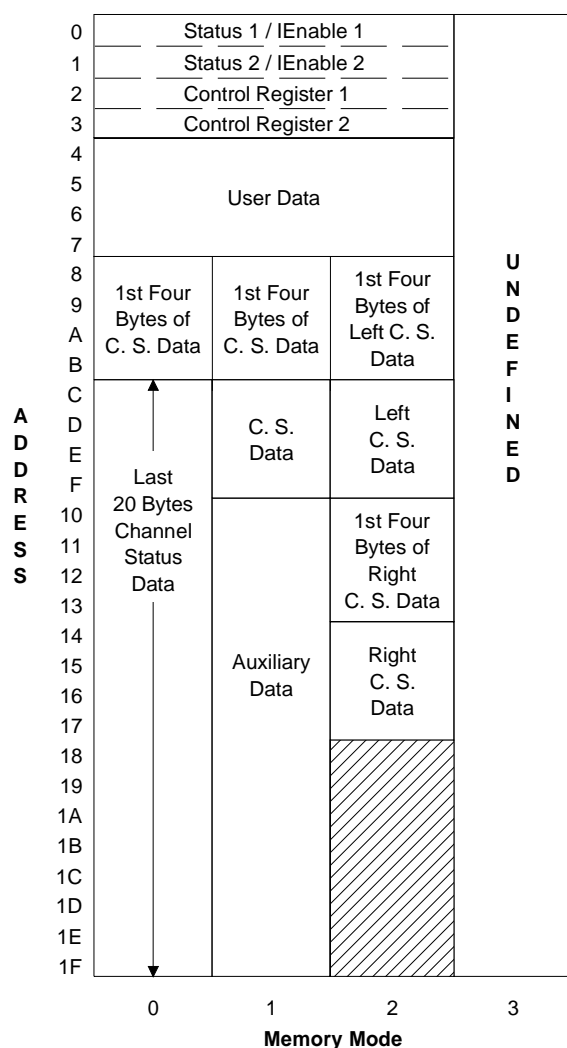 0
Status 1 / IEnable 1
1
Status 2 / IEnable 2
2
Control Register 1
3
Control Register 2
4
5
6
7
User Data
8
9
A
B
1st Four
Bytes of
C. S. Data
1st Four
Bytes of
C. S. Data
1st Four
Bytes of
Left C. S.
Data
UNDEFINED
ADDRESS
C
D
E
F
Last
20 Bytes
Channel
Status
Data
C. S.
Data
Left
C. S.
Data
10
11
12
13
1st Four
Bytes of
Right
C. S. Data
14
15
16
17
Auxiliary
Data
Right
C. S.
Data
18
19
1A
1B
1C
1D
1E
1F
0 1 2 3
Memory Mode